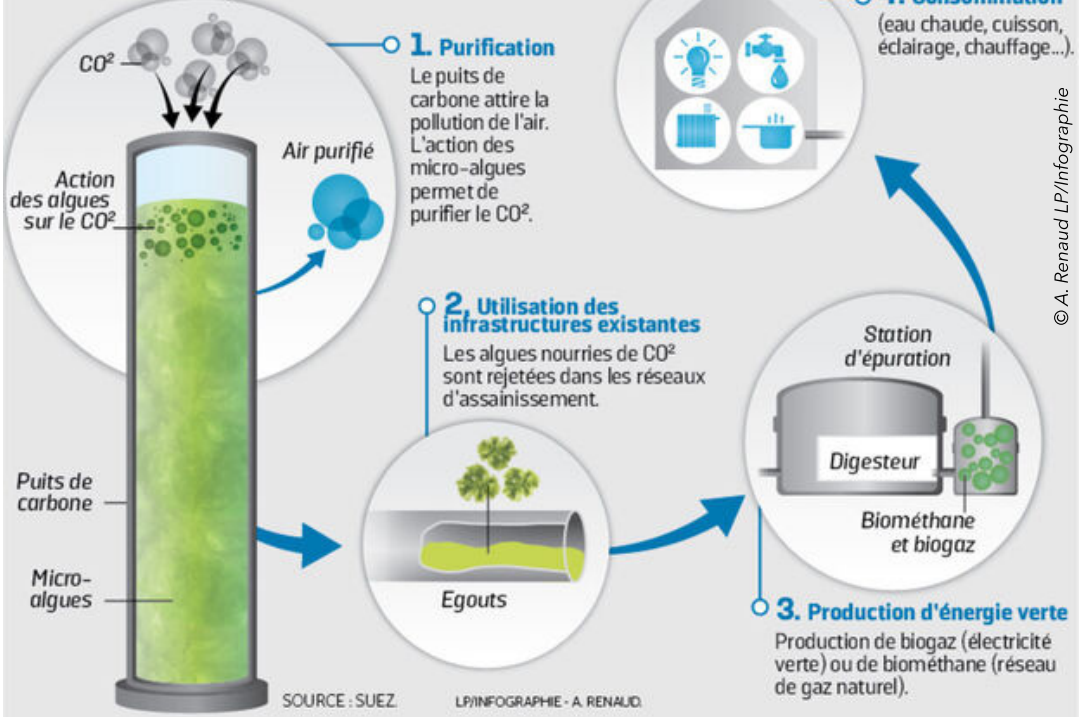 CO²
Action
des algues
sur le CO²
Air purifié
1. Purification
Le puits de
carbone attire la
pollution de l'air.
L'action des
micro-algues
permet de
purifier le CO².
2. Utilisation des
infrastructures existantes
Les algues nourries de CO²
sont rejetées dans les réseaux
d'assainissement.
Puits de
carbone
Micro-
algues
Egouts
Station
d'épuration
Digesteur
Biométhane
et biogaz
3. Production d'énergie verte
Production de biogaz (électricité
verte) ou de biométhane (réseau
de gaz naturel).
4. Consommation
(eau chaude, cuisson,
éclairage, chauffage...).
SOURCE : SUEZ.
LP/INFOGRAPHIE - A. RENAUD.
© A. Renaud LP/Infographie